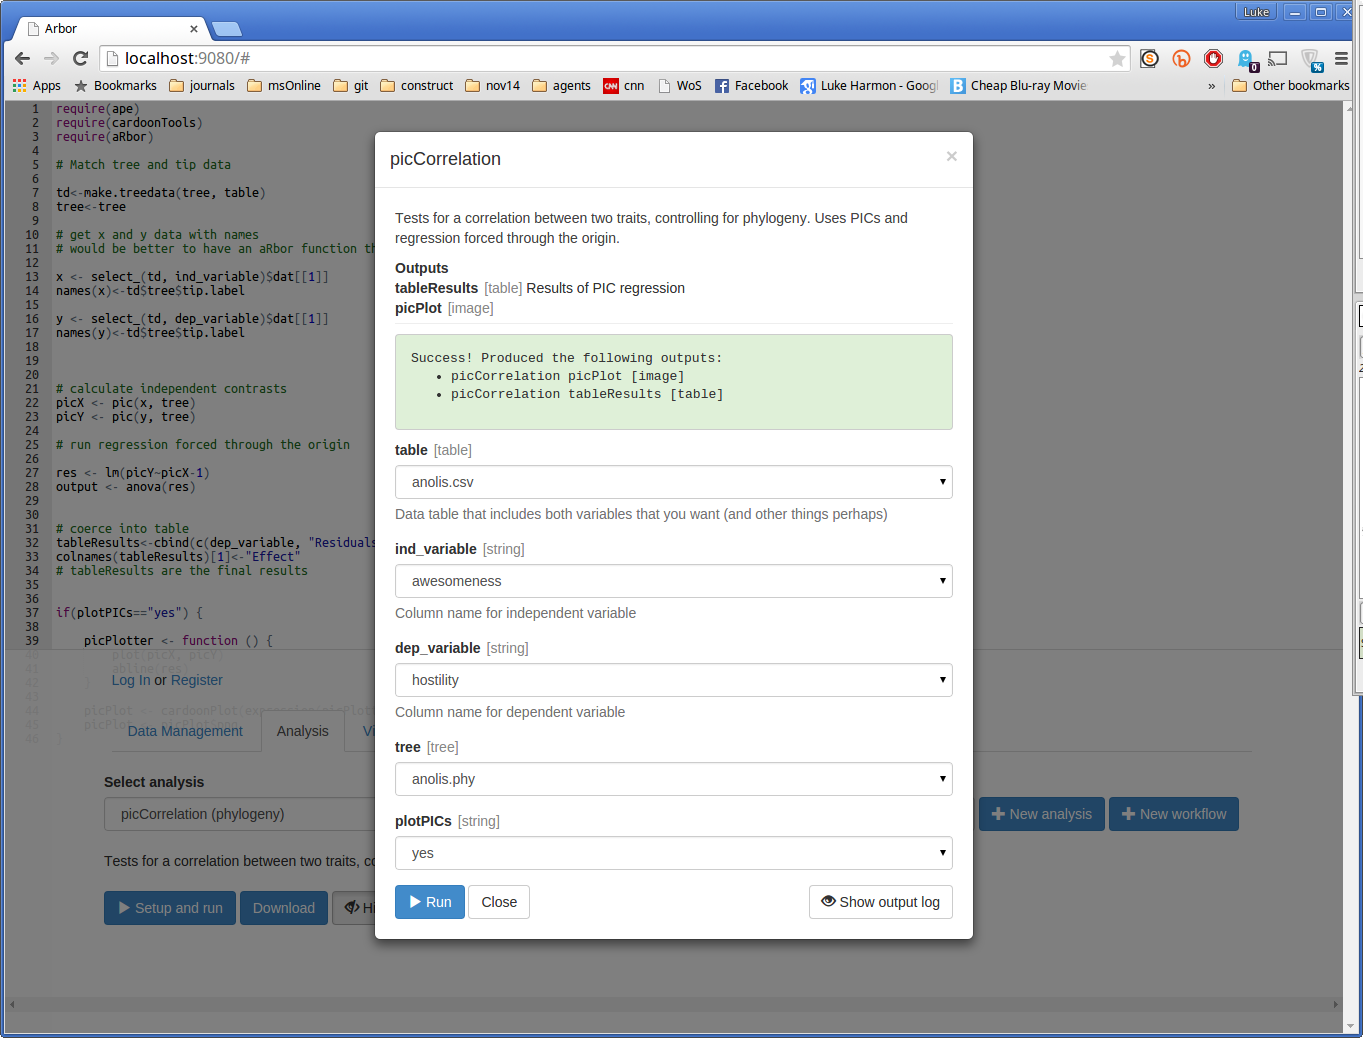 Luke
Arbor
localhost:9080/#
0
%
Apps Bookmarks journals msOnline git construct nov14 agents cnn WoS Facebook Luke Harmon - Goog Cheap Blu-ray Movie » Other bookmarks
1 require(ape)
2 require(cardoonTools)
3 require(aRbor)
4
5 # Match tree and tip data
6
7 td<-make.treedata(tree, table)
8 tree<-tree
9
10 # get x and y data with names
11 # would be better to have an aRbor function th
12
13 x <- select_(td, ind_variable)$dat[[1]]
14 names(x)<-td$tree$tip.label
15
16 y <- select_(td, dep_variable)$dat[[1]]
17 names(y)<-td$tree$tip.label
18
19
20
21 # calculate independent contrasts
22 picX <- pic(x, tree)
23 picY <- pic(y, tree)
24
25 # run regression forced through the origin
26
27 res <- lm(picY~picX-1)
28 output <- anova(res)
29
30
31 # coerce into table
32 tableResults<-cbind(c(dep_variable, "Residuals
33 colnames(tableResults)[1]<-"Effect"
34 # tableResults are the final results
35
36
37 if(plotPICs=="yes") {
38
39 picPlotter <- function () {
40 plot(picX, picY)
41 abline(res)
42 }
43
44 picPlot <- cardoonPlot(
45 picPlot
46 }
Log In or Register
Data Management Analysis Vi
Select analysis
picCorrelation (phylogeny)
New analysis New workflow
Tests for a correlation between two traits, co
Setup and run Download Hi
picCorrelation ×
Tests for a correlation between two traits, controlling for phylogeny. Uses PICs and
regression forced through the origin.
Outputs
tableResults [table] Results of PIC regression
picPlot [image]
Success! Produced the following outputs:
• picCorrelation picPlot [image]
• picCorrelation tableResults [table]
table [table]
anolis.csv
Data table that includes both variables that you want (and other things perhaps)
ind_variable [string]
awesomeness
Column name for independent variable
dep_variable [string]
hostility
Column name for dependent variable
tree [tree]
anolis.phy
plotPICs [string]
yes
Run Close Show output log